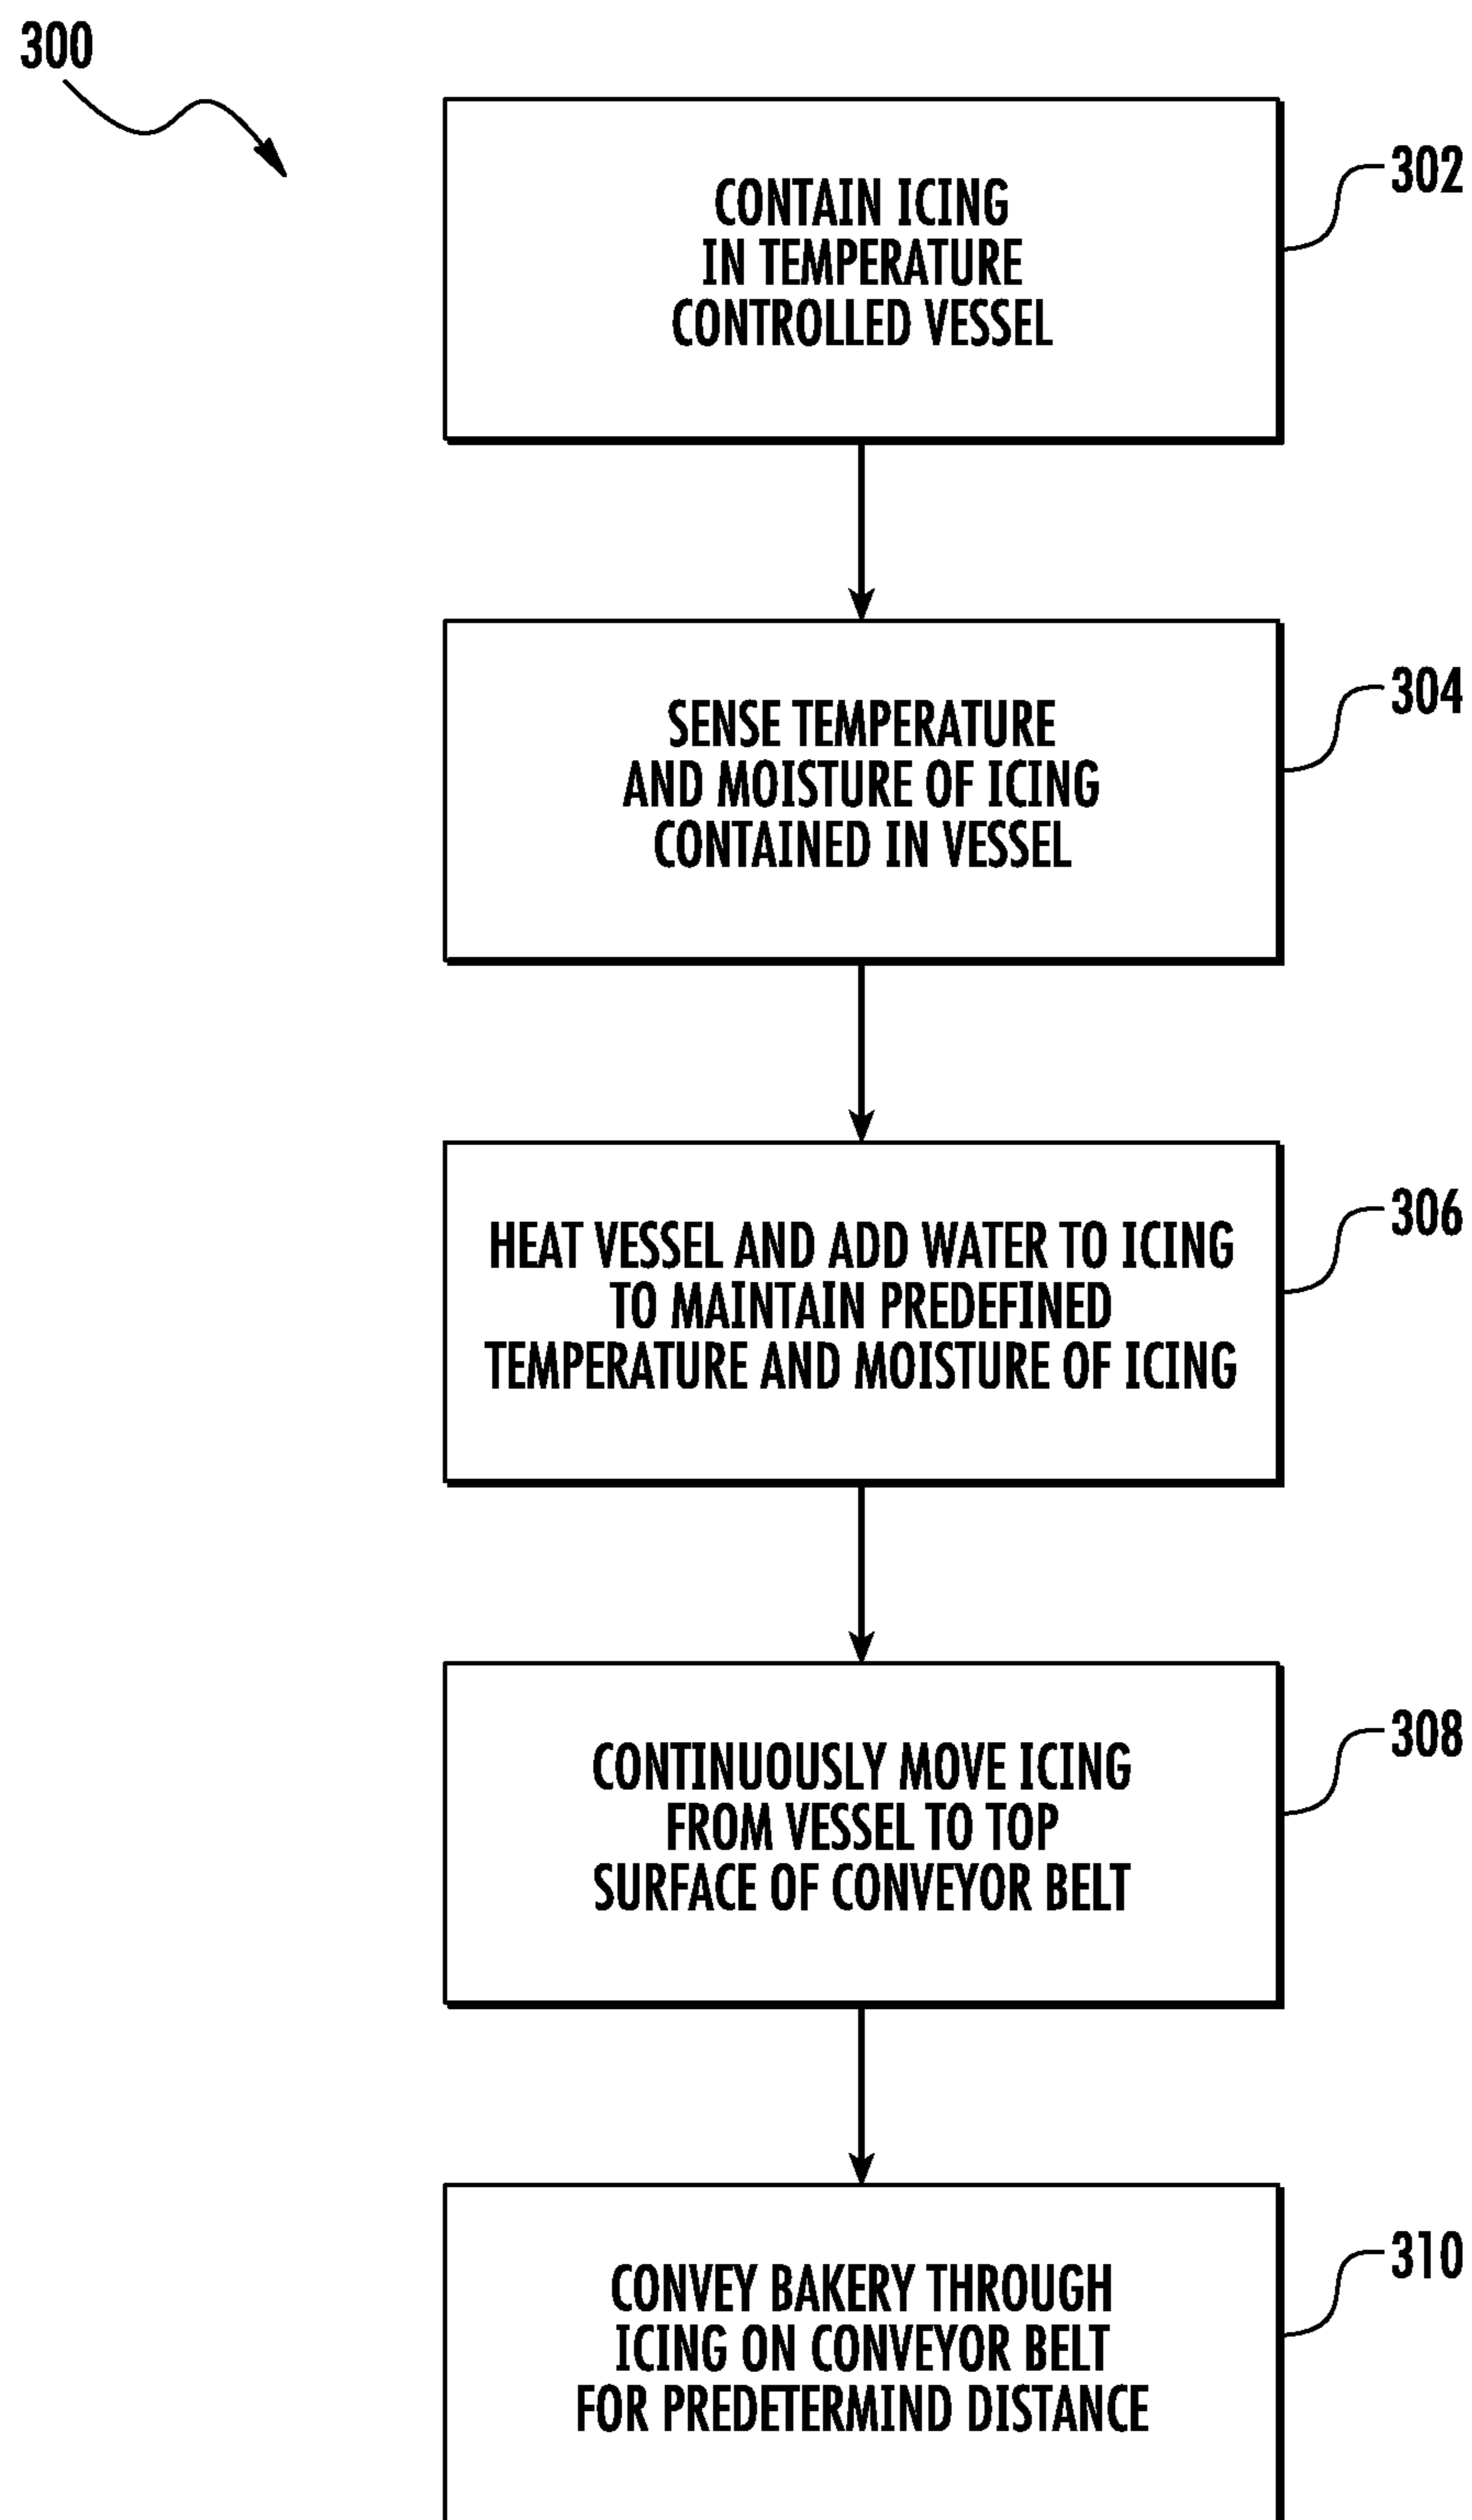 300
CONTAIN ICING
IN TEMPERATURE
CONTROLLED VESSEL
302
SENSE TEMPERATURE
AND MOISTURE OF ICING
CONTAINED IN VESSEL
304
HEAT VESSEL AND ADD WATER TO ICING
TO MAINTAIN PREDEFINED
TEMPERATURE AND MOISTURE OF ICING
306
CONTINUOUSLY MOVE ICING
FROM VESSEL TO TOP
SURFACE OF CONVEYOR BELT
308
CONVEY BAKERY THROUGH
ICING ON CONVEYOR BELT
FOR PREDETERMIND DISTANCE
310